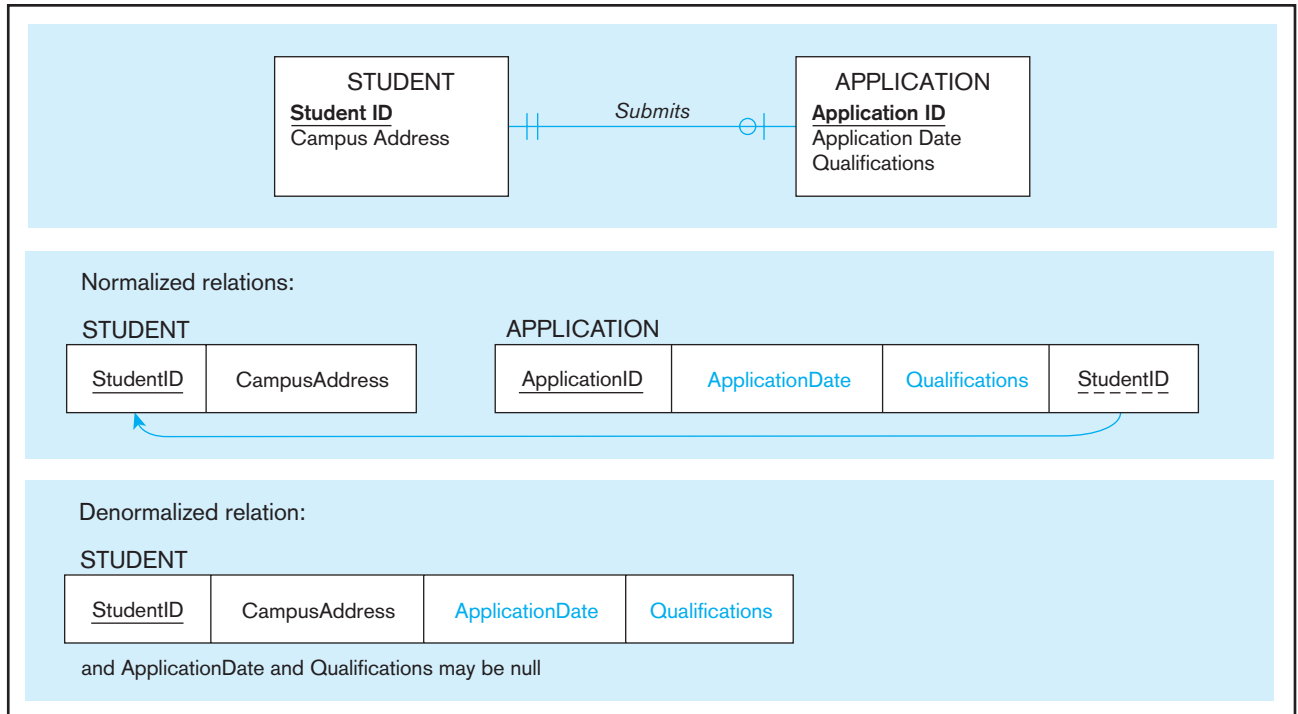 STUDENT
Student ID
Campus Address
Submits
APPLICATION
Application ID
Application Date
Qualifications
Normalized relations:
STUDENT
StudentID CampusAddress
APPLICATION
ApplicationID ApplicationDate Qualifications StudentID
Denormalized relation:
STUDENT
StudentID CampusAddress ApplicationDate Qualifications
and ApplicationDate and Qualifications may be null